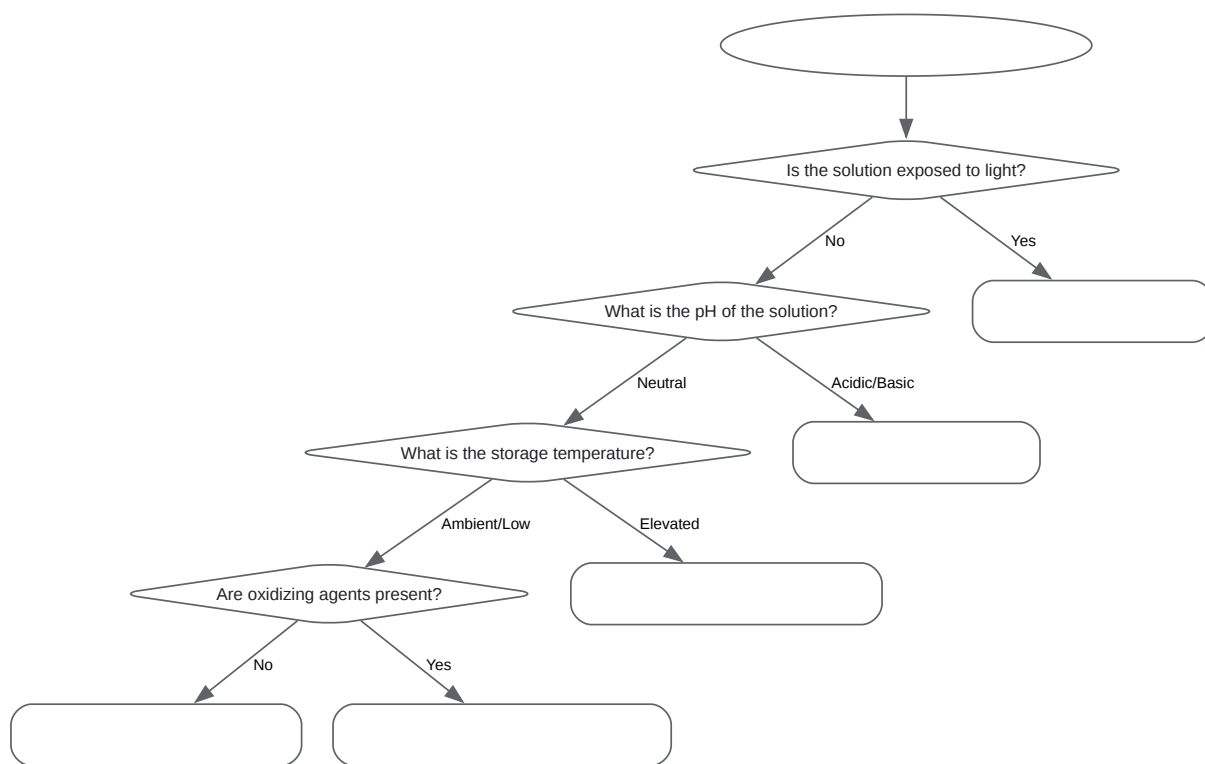 Is the solution exposed to light?
No
Yes
What is the pH of the solution?
Neutral
Acidic/Basic
What is the storage temperature?
Ambient/Low
Elevated
Are oxidizing agents present?
No
Yes